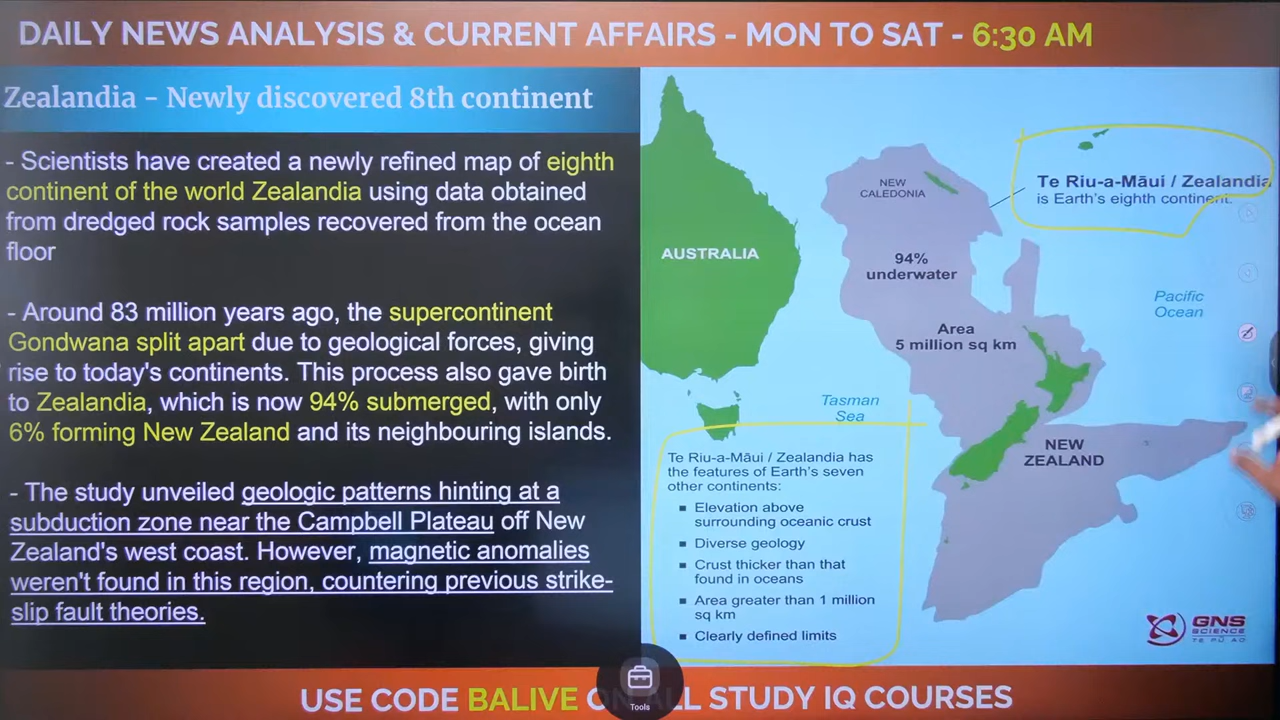 DAILY NEWS ANALYSIS & CURRENT AFFAIRS - MON TO SAT - 6:30 AM
Zealandia - Newly discovered 8th continent
- Scientists have created a newly refined map of eighth
continent of the world Zealandia using data obtained
from dredged rock samples recovered from the ocean
floor
- Around 83 million years ago, the supercontinent
Gondwana split apart due to geological forces, giving
rise to today's continents. This process also gave birth
to Zealandia, which is now 94% submerged, with only
6% forming New Zealand and its neighbouring islands.
- The study unveiled geologic patterns hinting at a
subduction zone near the Campbell Plateau off New
Zealand's west coast. However, magnetic anomalies
weren't found in this region, countering previous strike-
slip fault theories.
AUSTRALIA
NEW
CALEDONIA
Te Riu-a-Māui / Zealandia
is Earth's eighth continent.
94%
underwater
Pacific
Ocean
Area
5 million sq km
Tasman
Sea
NEW
ZEALAND
Te Riu-a-Māui / Zealandia has
the features of Earth's seven
other continents:
▪ Elevation above
surrounding oceanic crust
▪ Diverse geology
▪ Crust thicker than that
found in oceans
▪ Area greater than 1 million
sq km
▪ Clearly defined limits
GNS
SCIENCE
TE PŪ AO
Tools
USE CODE BALIVE ON ALL STUDY IQ COURSES